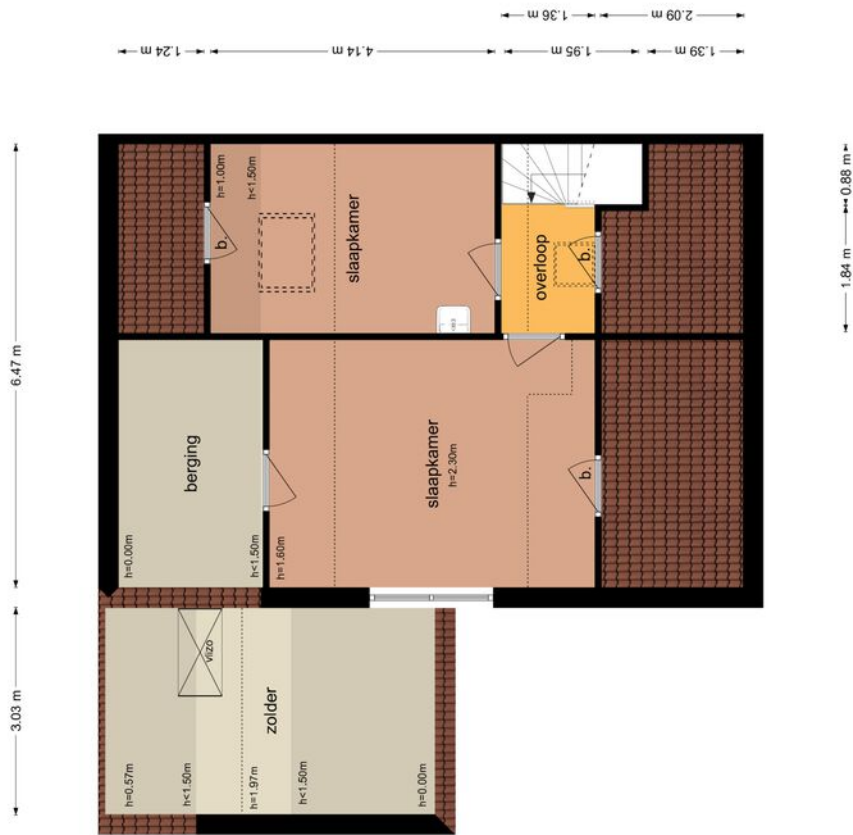 1.36 m
2.09 m
1.24 m
4.14 m
1.95 m
1.39 m
6.47 m
3.03 m
0.88 m
1.84 m
h=1.00m
h<1.50m
b.
slaapkamer
overloop
b.
berging
h=0.00m
h<1.50m
slaapkamer
h=2.30m
h=1.60m
b.
vlizo
zolder
h=0.57m
h<1.50m
h=1.97m
h<1.50m
h=0.00m